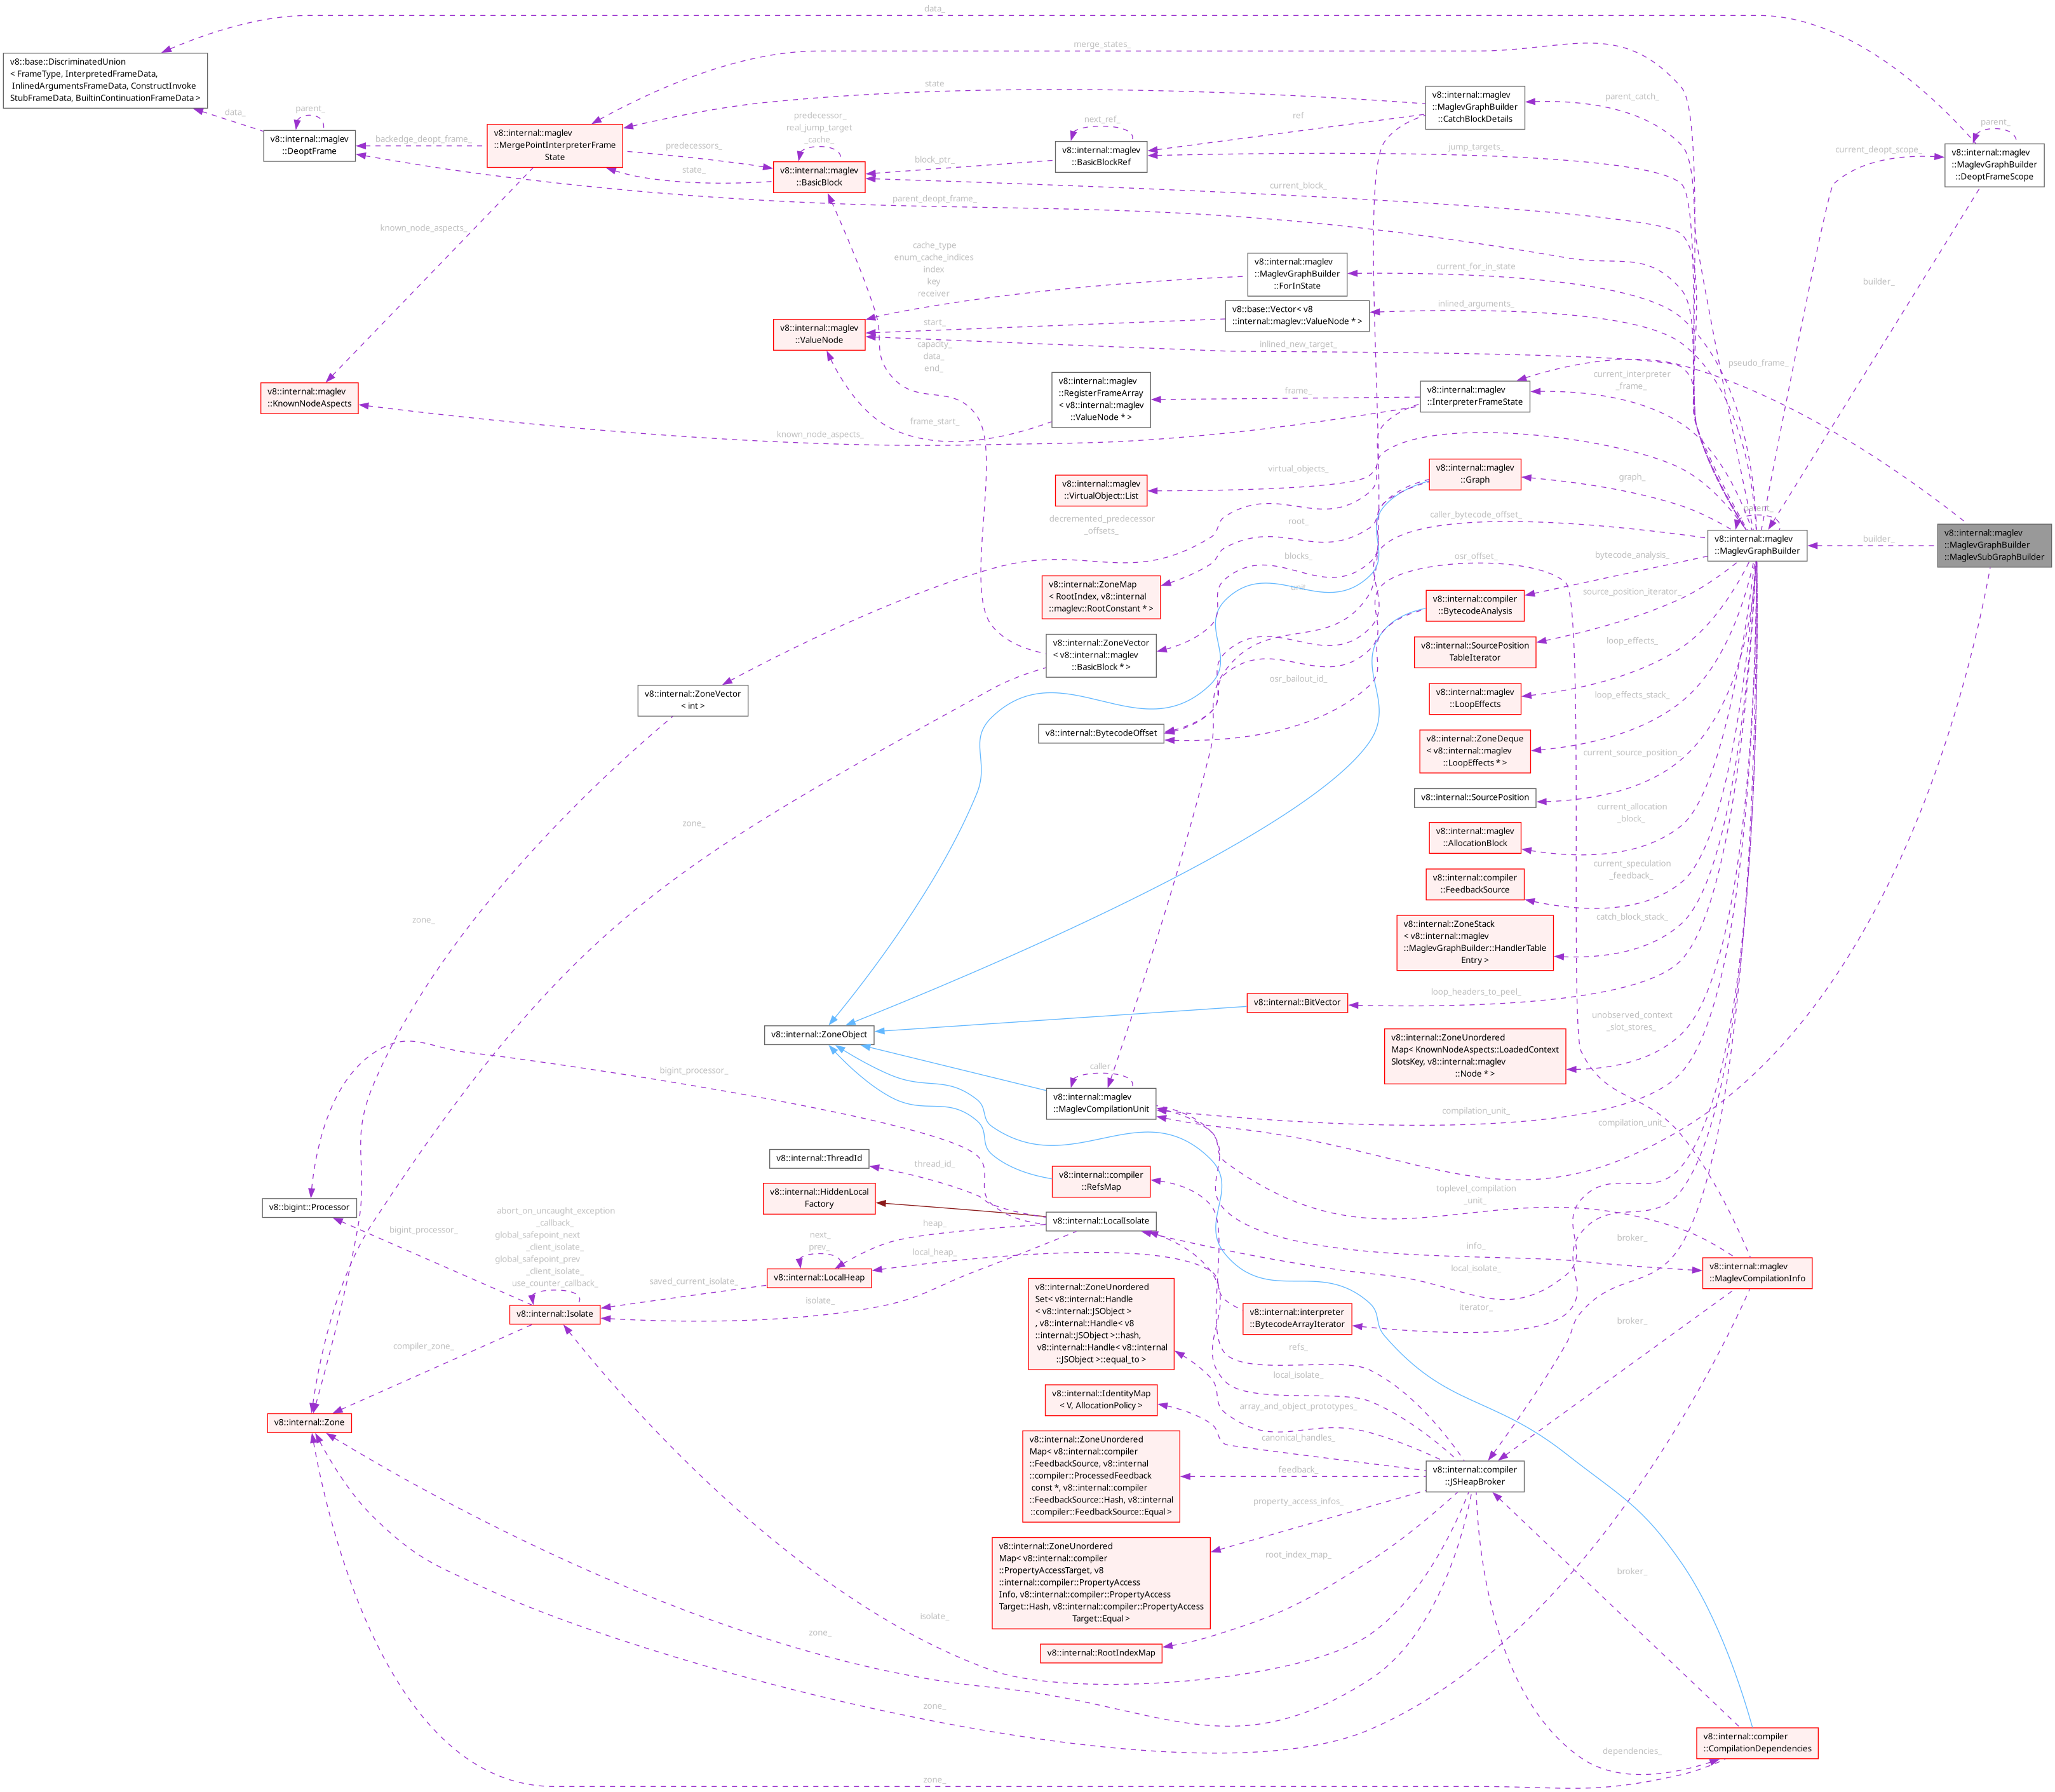 data_
merge_states_
v8::base::DiscriminatedUnion
< FrameType, InterpretedFrameData,
InlinedArgumentsFrameData, ConstructInvoke
StubFrameData, BuiltinContinuationFrameData >
data_
parent_
v8::internal::maglev
::DeoptFrame
backedge_deopt_frame_
v8::internal::maglev
::MergePointInterpreterFrame
State
predecessors_
state_
predecessor_
real_jump_target
_cache_
v8::internal::maglev
::BasicBlock
state
block_ptr_
next_ref_
v8::internal::maglev
::BasicBlockRef
ref
v8::internal::maglev
::MaglevGraphBuilder
::CatchBlockDetails
parent_catch_
jump_targets_
current_block_
parent_deopt_frame_
current_deopt_scope_
parent_
v8::internal::maglev
::MaglevGraphBuilder
::DeoptFrameScope
builder_
known_node_aspects_
cache_type
enum_cache_indices
index
key
receiver
v8::internal::maglev
::MaglevGraphBuilder
::ForInState
current_for_in_state
v8::base::Vector< v8
::internal::maglev::ValueNode * >
inlined_arguments_
start_
v8::internal::maglev
::ValueNode
inlined_new_target_
capacity_
data_
end_
pseudo_frame_
v8::internal::maglev
::KnownNodeAspects
v8::internal::maglev
::RegisterFrameArray
< v8::internal::maglev
::ValueNode * >
frame_
v8::internal::maglev
::InterpreterFrameState
current_interpreter
_frame_
frame_start_
known_node_aspects_
virtual_objects_
v8::internal::maglev
::VirtualObject::List
v8::internal::maglev
::Graph
graph_
decremented_predecessor
_offsets_
root_
caller_bytecode_offset_
parent_
v8::internal::maglev
::MaglevGraphBuilder
builder_
v8::internal::maglev
::MaglevGraphBuilder
::MaglevSubGraphBuilder
blocks_
osr_offset_
bytecode_analysis_
v8::internal::ZoneMap
< RootIndex, v8::internal
::maglev::RootConstant * >
unit_
v8::internal::compiler
::BytecodeAnalysis
source_position_iterator_
v8::internal::SourcePosition
TableIterator
loop_effects_
v8::internal::ZoneVector
< v8::internal::maglev
::BasicBlock * >
v8::internal::ZoneVector
< int >
osr_bailout_id_
v8::internal::maglev
::LoopEffects
loop_effects_stack_
v8::internal::BytecodeOffset
v8::internal::ZoneDeque
< v8::internal::maglev
::LoopEffects * >
current_source_position_
v8::internal::SourcePosition
current_allocation
_block_
zone_
v8::internal::maglev
::AllocationBlock
current_speculation
_feedback_
v8::internal::compiler
::FeedbackSource
zone_
catch_block_stack_
v8::internal::ZoneStack
< v8::internal::maglev
::MaglevGraphBuilder::HandlerTable
Entry >
loop_headers_to_peel_
v8::internal::BitVector
v8::internal::ZoneObject
unobserved_context
_slot_stores_
v8::internal::ZoneUnordered
Map< KnownNodeAspects::LoadedContext
SlotsKey, v8::internal::maglev
::Node * >
bigint_processor_
caller_
v8::internal::maglev
::MaglevCompilationUnit
compilation_unit_
compilation_unit_
v8::internal::ThreadId
thread_id_
v8::internal::compiler
::RefsMap
toplevel_compilation
_unit_
v8::bigint::Processor
v8::internal::HiddenLocal
Factory
v8::internal::LocalIsolate
bigint_processor_
abort_on_uncaught_exception
_callback_
global_safepoint_next
_client_isolate_
global_safepoint_prev
_client_isolate_
use_counter_callback_
heap_
next_
prev_
local_heap_
info_
local_isolate_
broker_
v8::internal::maglev
::MaglevCompilationInfo
v8::internal::LocalHeap
saved_current_isolate_
isolate_
v8::internal::Isolate
compiler_zone_
v8::internal::ZoneUnordered
Set< v8::internal::Handle
< v8::internal::JSObject >
, v8::internal::Handle< v8
::internal::JSObject >::hash,
v8::internal::Handle< v8::internal
::JSObject >::equal_to >
v8::internal::interpreter
::BytecodeArrayIterator
iterator_
broker_
refs_
local_isolate_
array_and_object_prototypes_
v8::internal::IdentityMap
< V, AllocationPolicy >
canonical_handles_
v8::internal::Zone
v8::internal::ZoneUnordered
Map< v8::internal::compiler
::FeedbackSource, v8::internal
::compiler::ProcessedFeedback
const *, v8::internal::compiler
::FeedbackSource::Hash, v8::internal
::compiler::FeedbackSource::Equal >
feedback_
v8::internal::compiler
::JSHeapBroker
property_access_infos_
v8::internal::ZoneUnordered
Map< v8::internal::compiler
::PropertyAccessTarget, v8
::internal::compiler::PropertyAccess
Info, v8::internal::compiler::PropertyAccess
Target::Hash, v8::internal::compiler::PropertyAccess
Target::Equal >
root_index_map_
broker_
isolate_
zone_
v8::internal::RootIndexMap
zone_
dependencies_
v8::internal::compiler
::CompilationDependencies
zone_